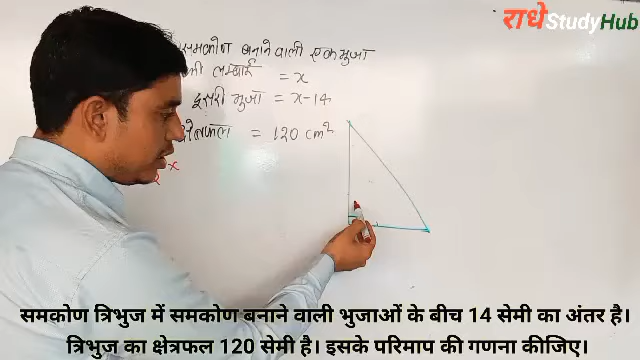 राधे StudyHub
समकोण बनाने वाली एक भुजा
की लम्बाई = x
दूसरी भुजा = x-14
क्षेत्रफल = 120 cm²
x
समकोण त्रिभुज में समकोण बनाने वाली भुजाओं के बीच 14 सेमी का अंतर है।
त्रिभुज का क्षेत्रफल 120 सेमी है। इसके परिमाप की गणना कीजिए।